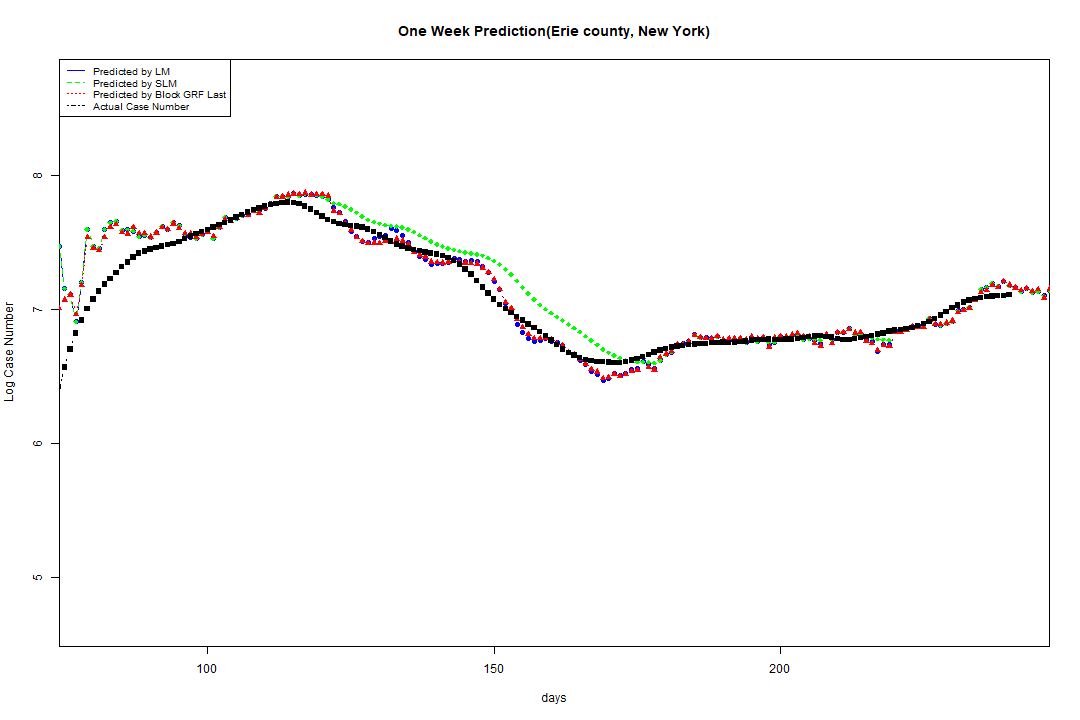 One Week Prediction(Erie county, New York)
Predicted by LM
Predicted by SLM
Predicted by Block GRF Last
Actual Case Number
8
7
6
5
Log Case Number
100
150
200
days